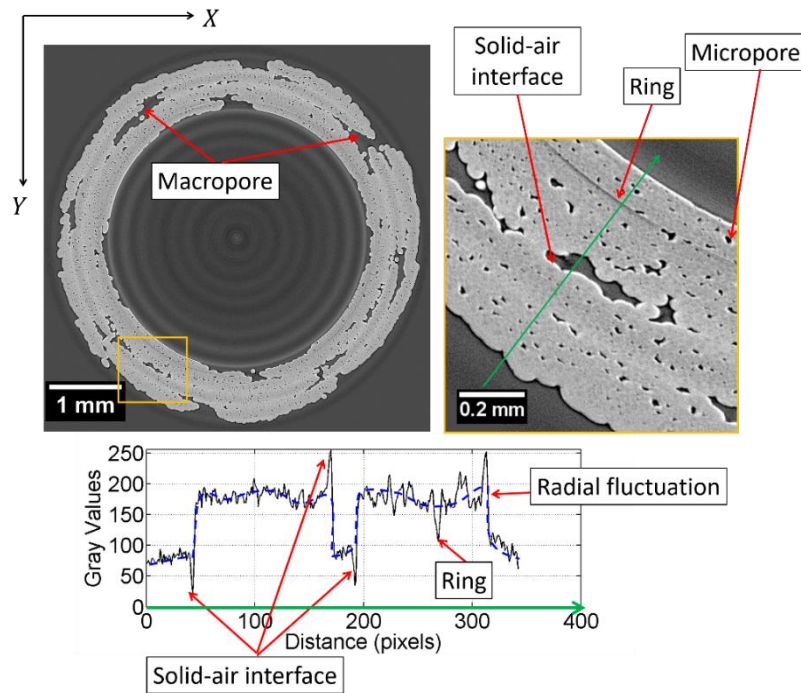 X
Y
Macropore
1 mm
Solid-air
interface
Ring
Micropore
0.2 mm
250
200
150
100
50
0
Gray Values
0
100
200
300
400
Distance (pixels)
Radial fluctuation
Ring
Solid-air interface